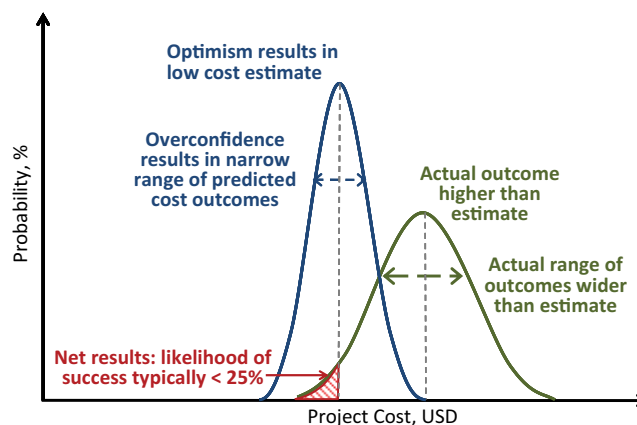 Optimism results in
low cost estimate
Overconfidence
results in narrow
range of predicted
cost outcomes
Actual outcome
higher than
estimate
Actual range of
outcomes wider
than estimate
Net results: likelihood of
success typically < 25%
Probability, %
Project Cost, USD